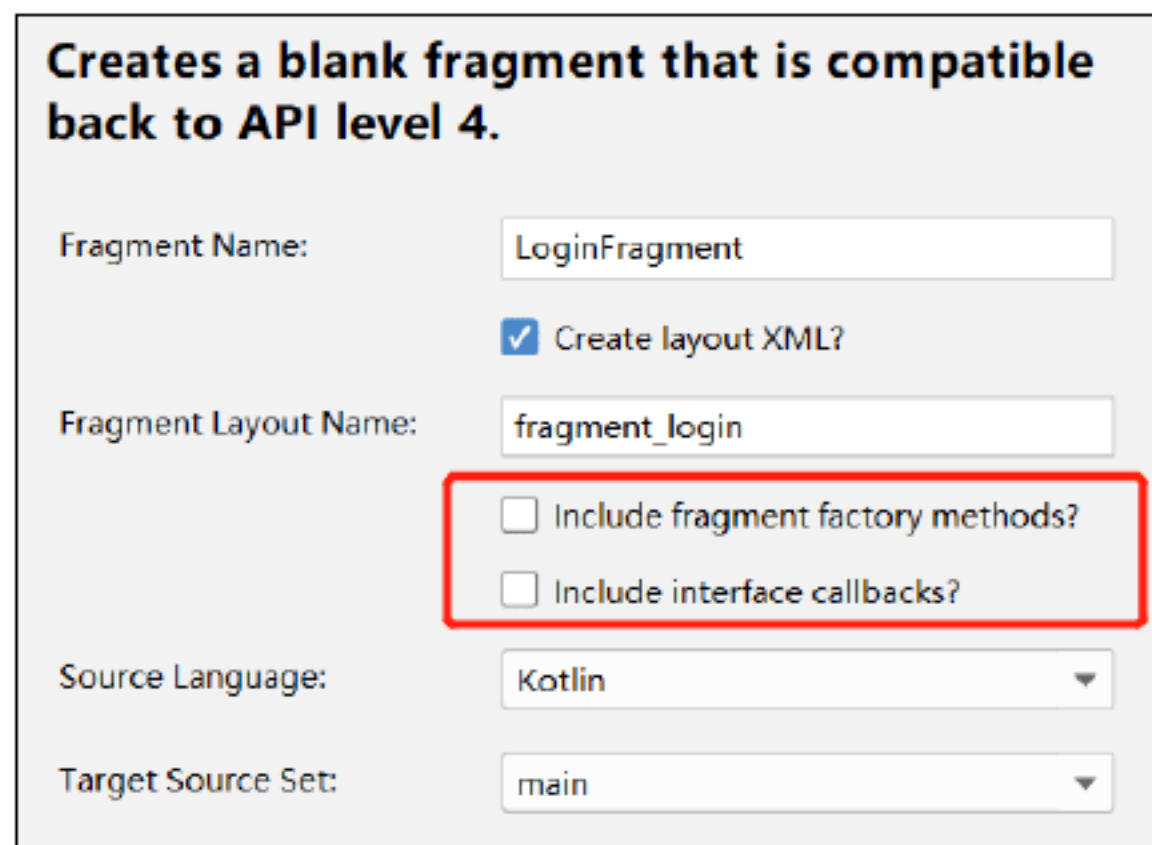 Creates a blank fragment that is compatible
back to API level 4.
Fragment Name:
LoginFragment
Create layout XML?
Fragment Layout Name:
fragment_login
Include fragment factory methods?
Include interface callbacks?
Source Language:
Kotlin
Target Source Set:
main